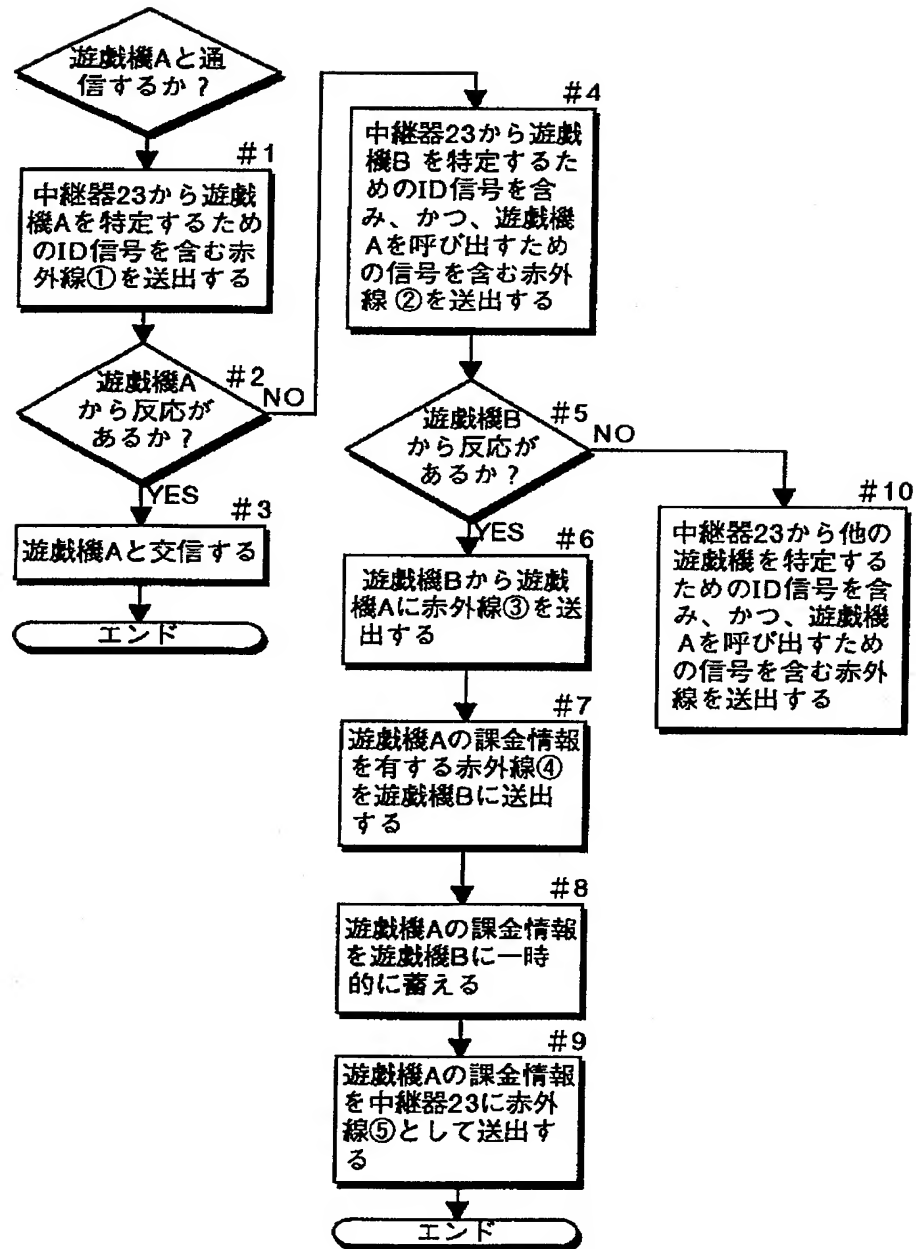 遊戯機Aと通
信するか？
#1
中継器23から遊戯
機Aを特定するため
のID信号を含む赤
外線①を送出する
遊戯機A
から反応が
あるか？
#2
NO
YES
#3
遊戯機Aと交信する
エンド
#4
中継器23から遊戯
機B を特定するた
めのID信号を含
み、かつ、遊戯機
Aを呼び出すため
の信号を含む赤外
線 ②を送出する
遊戯機B
から反応が
あるか？
#5
NO
YES
#6
遊戯機Bから遊戯
機Aに赤外線③を送
出する
#7
遊戯機Aの課金情報
を有する赤外線④
を遊戯機Bに送出
する
#8
遊戯機Aの課金情報
を遊戯機Bに一時
的に蓄える
#9
遊戯機Aの課金情報
を中継器23に赤外
線⑤として送出す
る
エンド
#10
中継器23から他の
遊戯機を特定する
ためのID信号を含
み、かつ、遊戯機
Aを呼び出すため
の信号を含む赤外
線を送出する